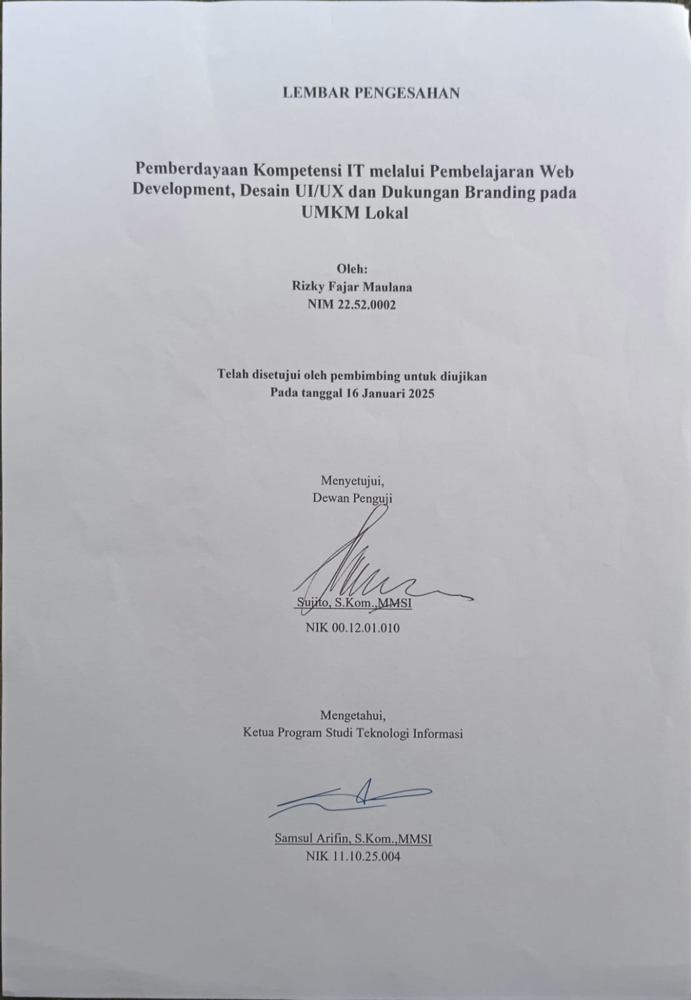 LEMBAR PENGESAHAN
Pemberdayaan Kompetensi IT melalui Pembelajaran Web
Development, Desain UI/UX dan Dukungan Branding pada
UMKM Lokal
Oleh:
Rizky Fajar Maulana
NIM 22.52.0002
Telah disetujui oleh pembimbing untuk diujikan
Pada tanggal 16 Januari 2025
Menyetujui,
Dewan Penguji
Sujito, S.Kom.,MMSI
NIK 00.12.01.010
Mengetahui,
Ketua Program Studi Teknologi Informasi
Samsul Arifin, S.Kom.,MMSI
NIK 11.10.25.004